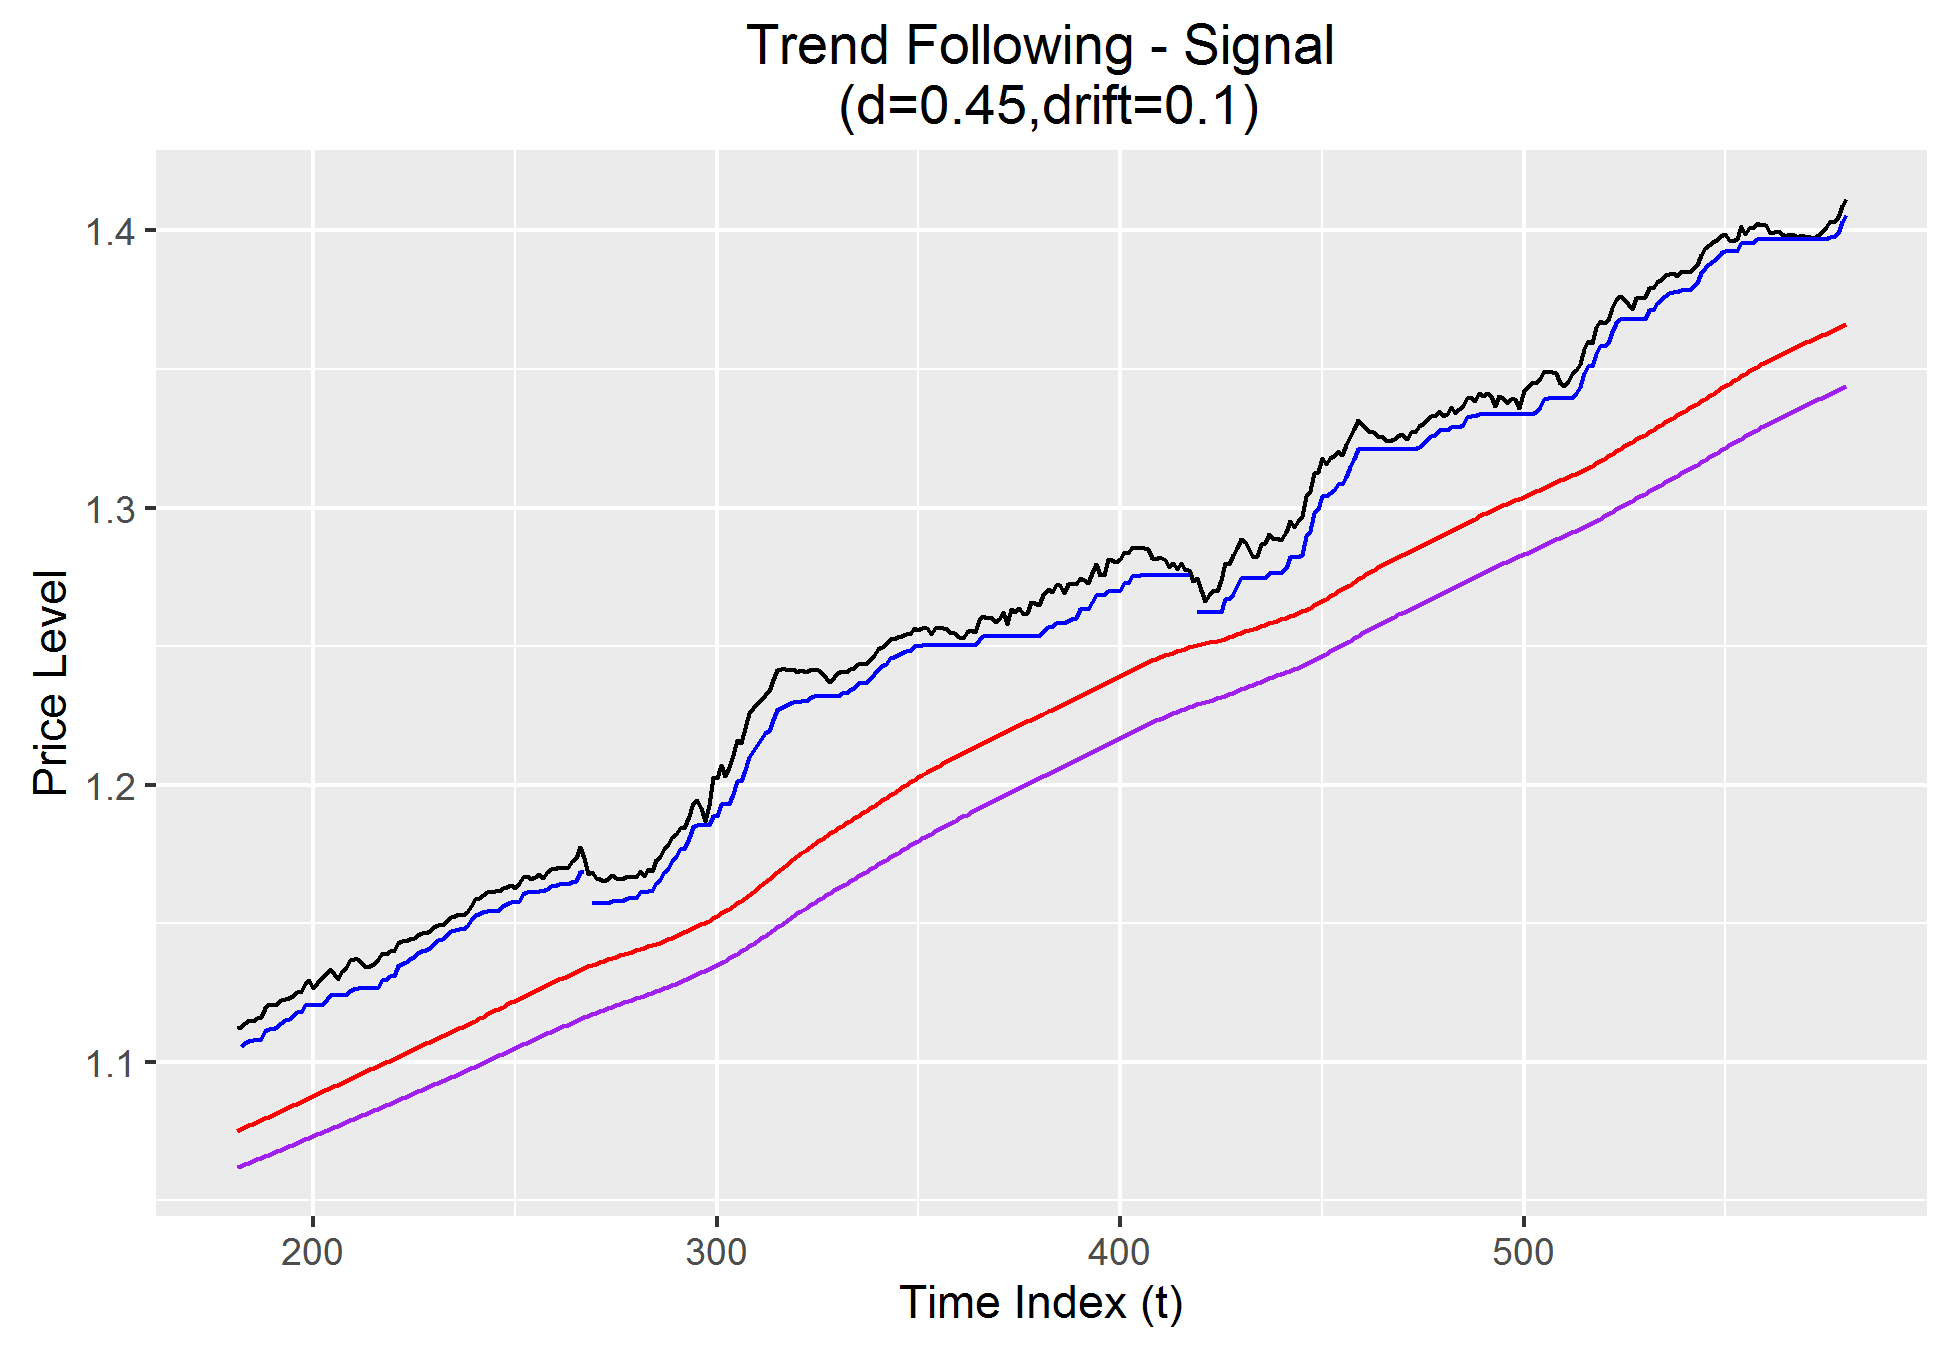 Trend Following - Signal
(d=0.45,drift=0.1)
1.4
1.3
1.2
1.1
Price Level
200 300 400 500
Time Index (t)